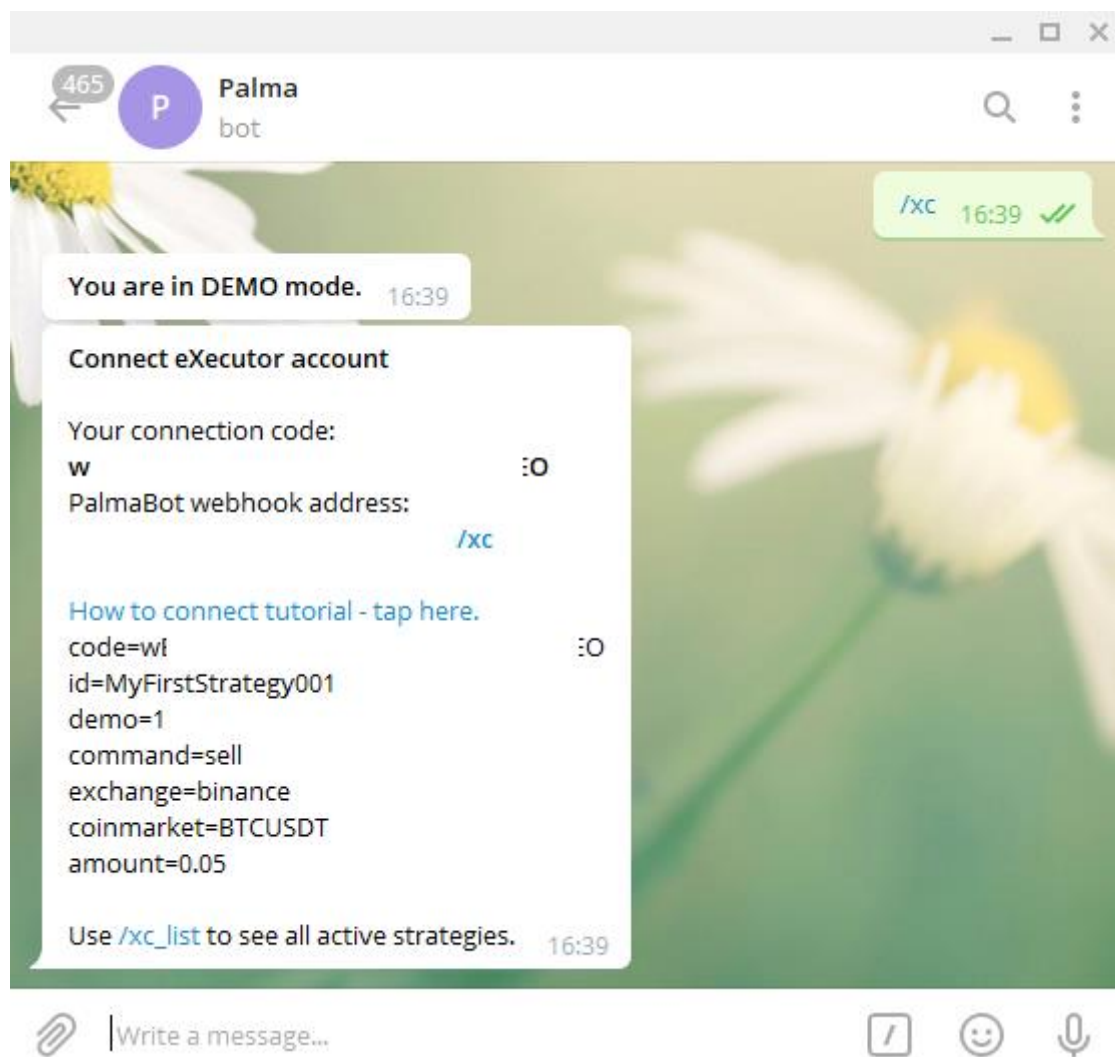 465
P
Palma
bot
/xc 16:39
You are in DEMO mode. 16:39
Connect eXecutor account
Your connection code:
w
PalmaBot webhook address:
/xc
How to connect tutorial - tap here.
code=w
id=MyFirstStrategy001
demo=1
command=sell
exchange=binance
coinmarket=BTCUSDT
amount=0.05
Use /xc_list to see all active strategies. 16:39
Write a message...